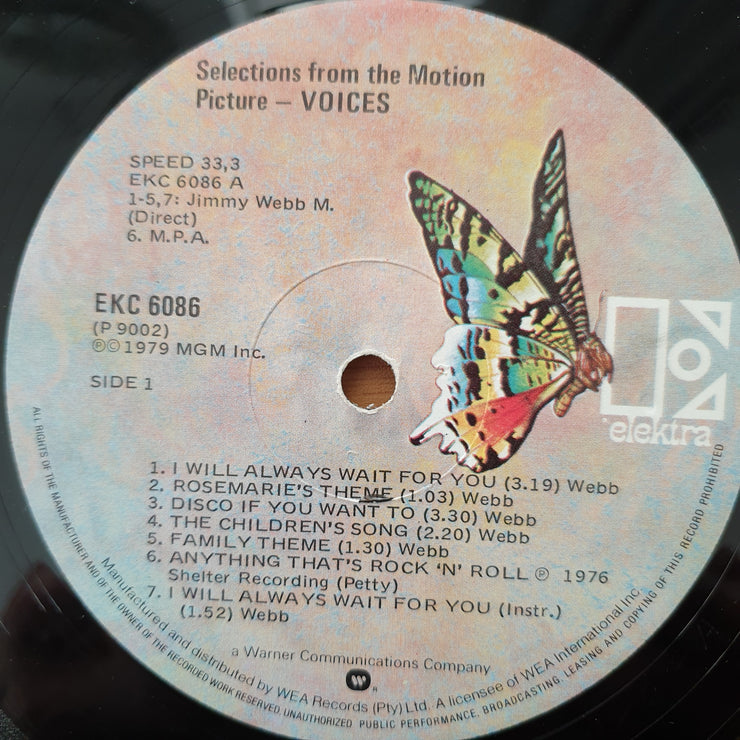 Selections from the Motion
Picture – VOICES
SPEED 33,3
EKC 6086 A
1-5,7: Jimmy Webb M.
(Direct)
6. M.P.A.
EKC 6086
(P 9002)
℗©1979 MGM Inc.
SIDE 1
elektra
1. I WILL ALWAYS WAIT FOR YOU (3.19) Webb
2. ROSEMARIE'S THEME (1.03) Webb
3. DISCO IF YOU WANT TO (3.30) Webb
4. THE CHILDREN'S SONG (2.20) Webb
5. FAMILY THEME (1.30) Webb
6. ANYTHING THAT'S ROCK 'N' ROLL ℗ 1976
Shelter Recording (Petty)
7. I WILL ALWAYS WAIT FOR YOU (Instr.)
(1.52) Webb
a Warner Communications Company
Manufactured and distributed by WEA Records (Pty) Ltd. A licensee of WEA International Inc.
ALL RIGHTS OF THE MANUFACTURER AND OF THE OWNER OF THE RECORDED WORK RESERVED. UNAUTHORIZED PUBLIC PERFORMANCE, BROADCASTING, LEASING AND COPYING OF THIS RECORD PROHIBITED